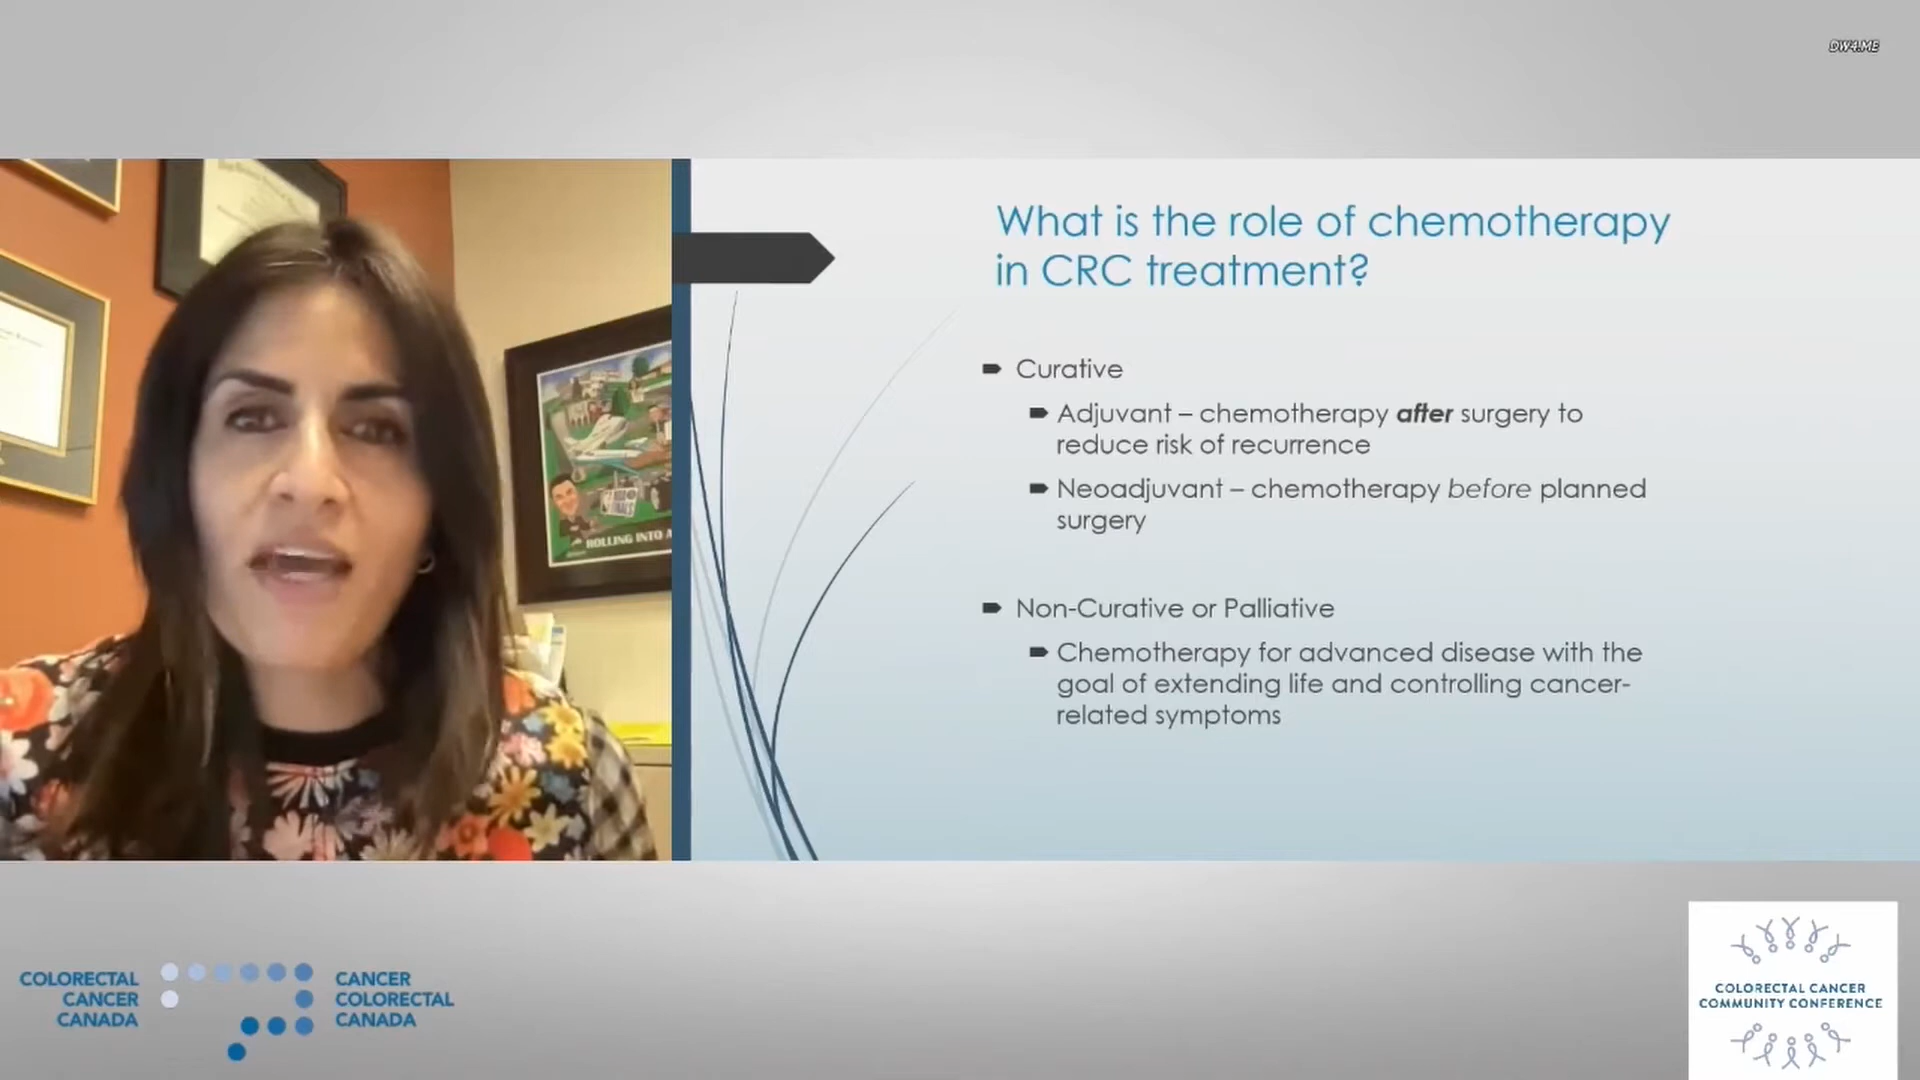 DW4.ME
What is the role of chemotherapy
in CRC treatment?
Curative
Adjuvant – chemotherapy after surgery to
reduce risk of recurrence
Neoadjuvant – chemotherapy before planned
surgery
Non-Curative or Palliative
Chemotherapy for advanced disease with the
goal of extending life and controlling cancer-
related symptoms
ROLLING INTO
COLORECTAL
CANCER
CANADA
CANCER
COLORECTAL
CANADA
COLORECTAL CANCER
COMMUNITY CONFERENCE